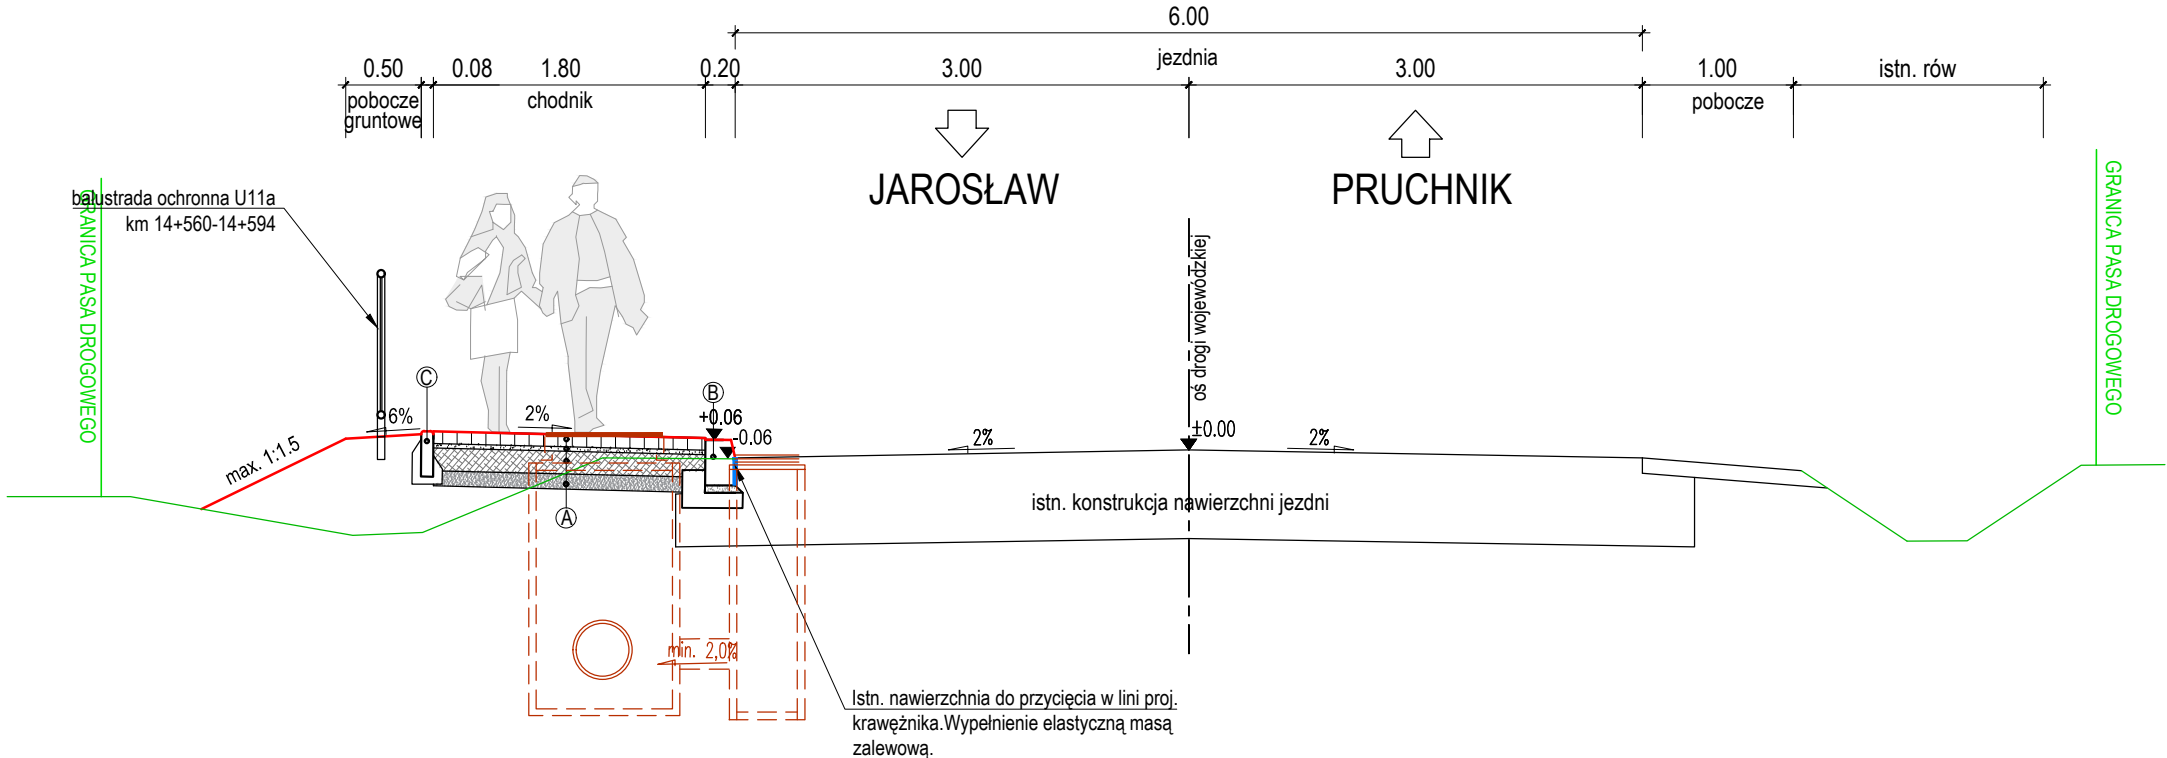 6.00
jezdnia
0.50 0.08 1.80 0.20 3.00 3.00 1.00 istn. rów
pobocze
gruntowe
chodnik
pobocze
JAROSŁAW
PRUCHNIK
GRANICA PASA DROGOWEGO
balustrada ochronna U11a
km 14+560-14+594
GRANICA PASA DROGOWEGO
oś drogi wojewódzkiej
C
B
6%
2%
+0.06
-0.06
±0.00
2%
2%
max. 1:1.5
A
istn. konstrukcja nawierzchni jezdni
min. 2,0%
Istn. nawierzchnia do przycięcia w lini proj.
krawężnika.Wypełnienie elastyczną masą
zalewową.